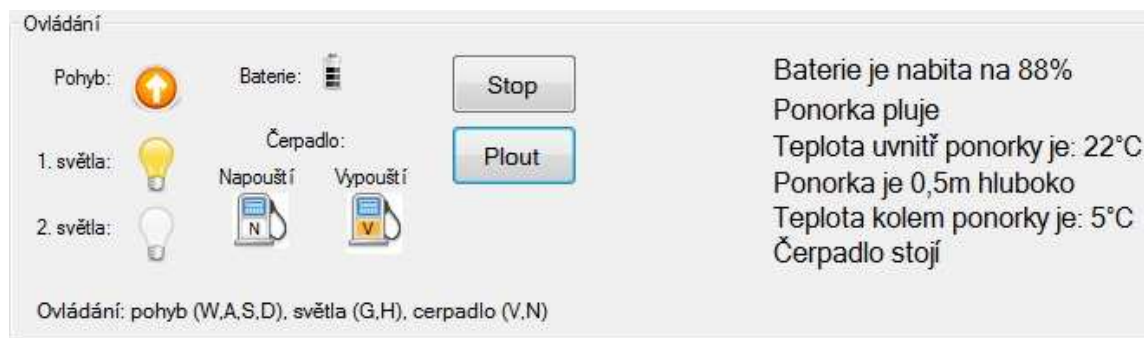 Ovládání
Pohyb:
Baterie:
Stop
1. světla:
Čerpadlo:
Napouští
Vypouští
Plout
2. světla:
N
V
Ovládání: pohyb (W,A,S,D), světla (G,H), cerpadlo (V,N)
Baterie je nabita na 88%
Ponorka pluje
Teplota uvnitř ponorky je: 22°C
Ponorka je 0,5m hluboko
Teplota kolem ponorky je: 5°C
Čerpadlo stojí